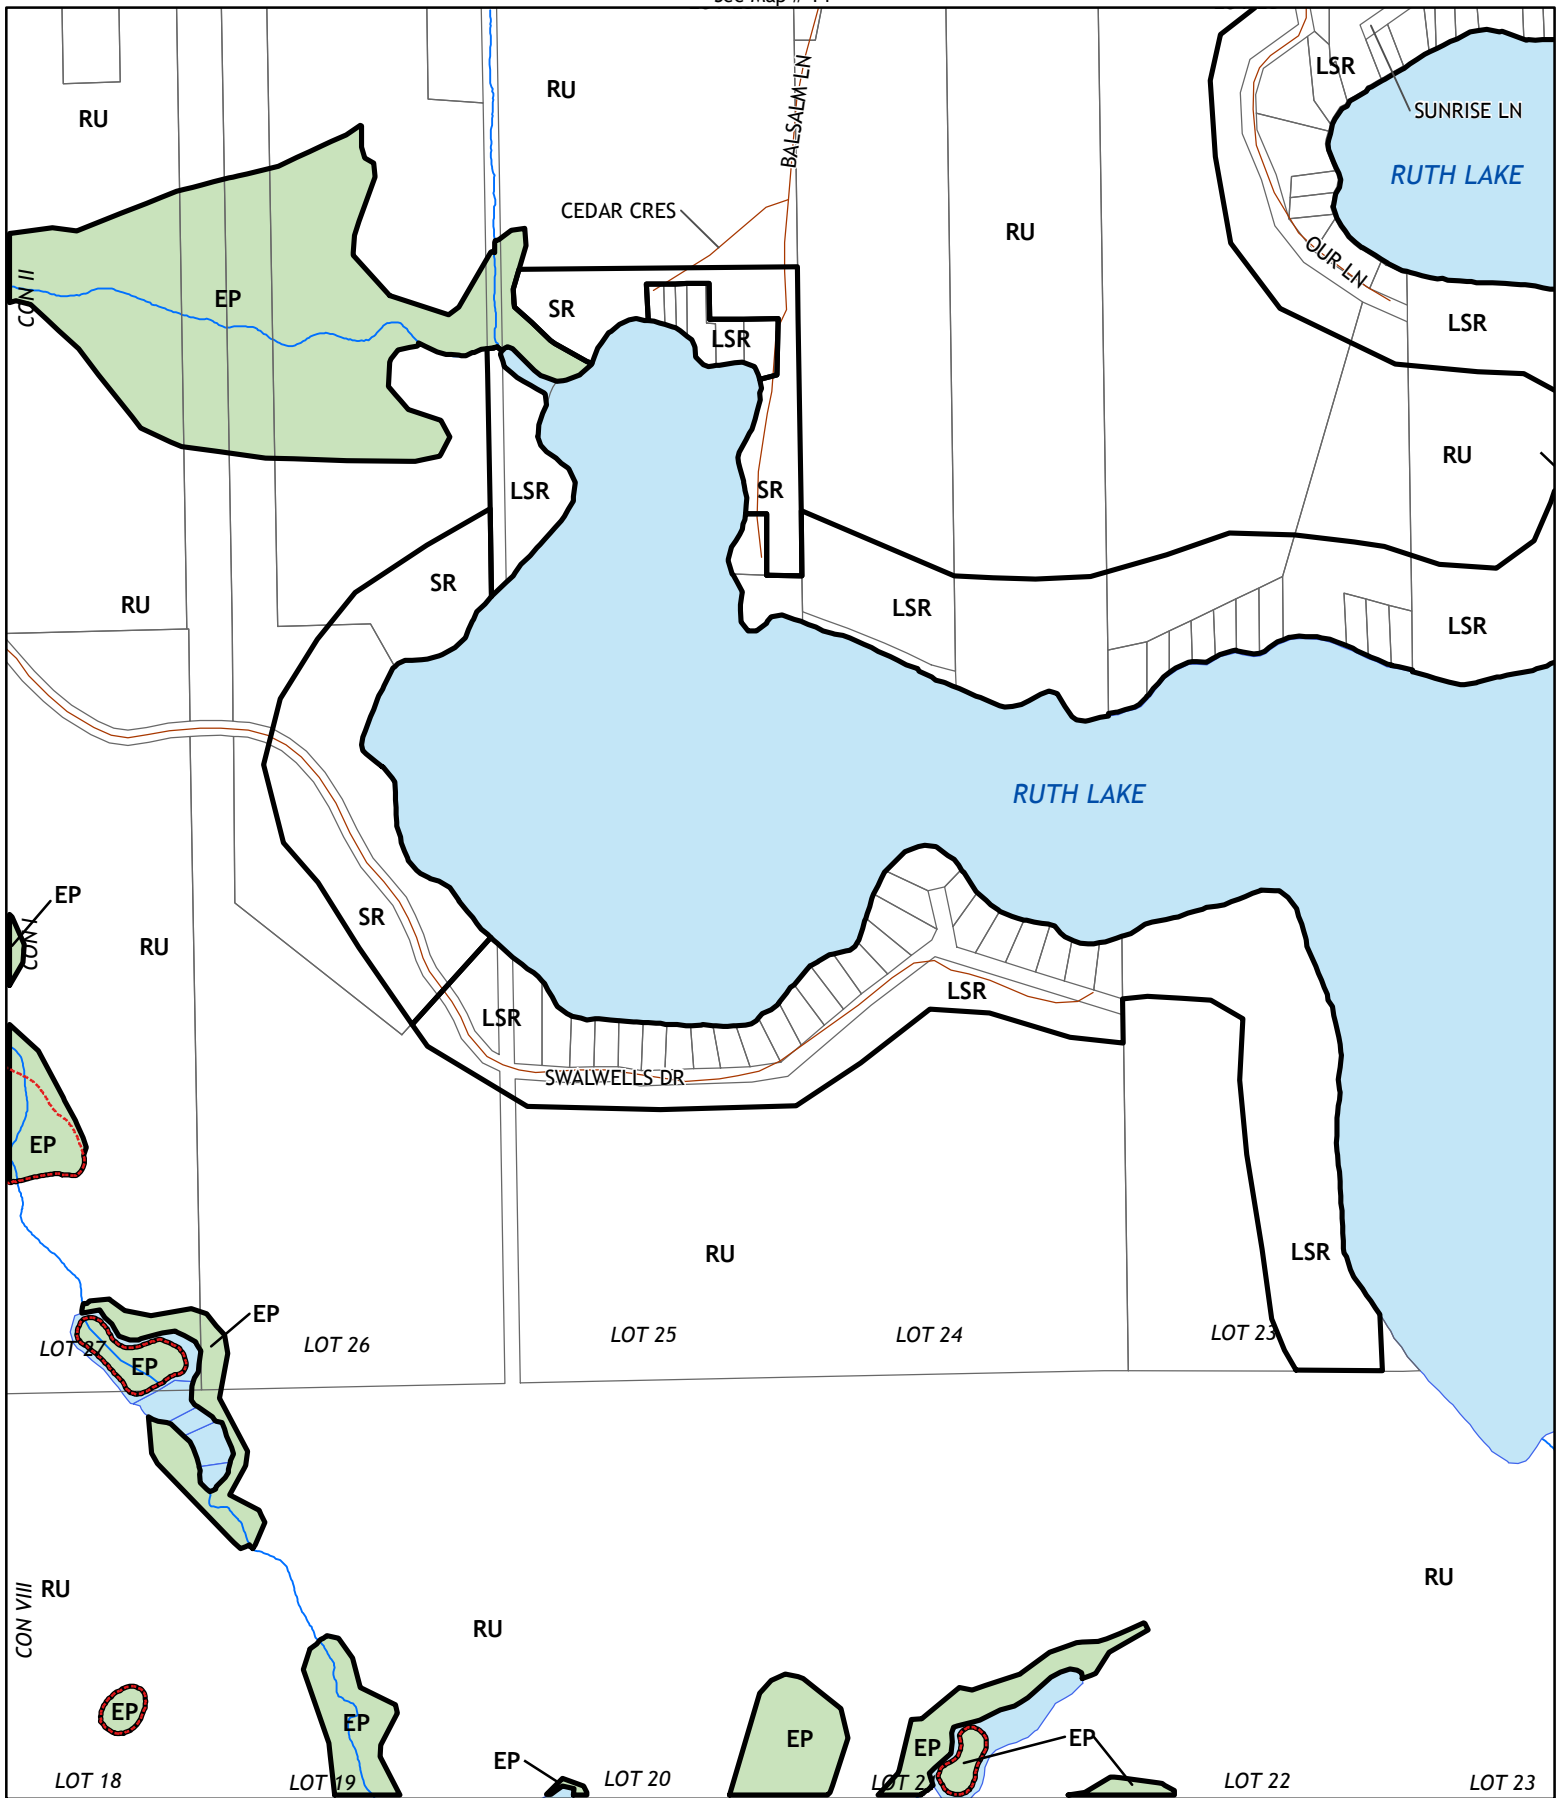 LSR
RU
RU
BALSALM LN
SUNRISE LN
RUTH LAKE
CEDAR CRES
RU
OUR LN
CON II
EP
SR
LSR
LSR
RU
LSR
SR
SR
RU
LSR
LSR
RUTH LAKE
EP
CON I
SR
RU
LSR
LSR
SWALWELLS DR
EP
RU
LSR
EP
LOT 27
LOT 26
LOT 25
LOT 24
LOT 23
EP
CON VIII
RU
RU
RU
EP
EP
EP
EP
EP
EP
LOT 18
LOT 19
LOT 20
LOT 22
LOT 23